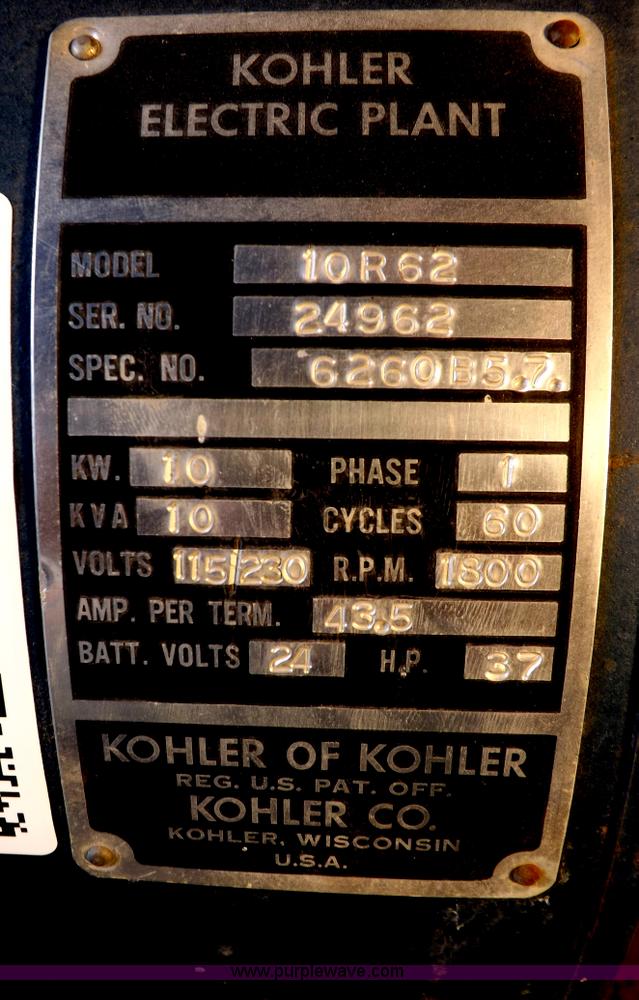 KOHLER
ELECTRIC PLANT
MODEL 10R62
SER. NO. 24962
SPEC. NO. 6260B5.7.
KW. 10 PHASE 1
KVA 10 CYCLES 60
VOLTS 115/230 R.P.M. 1800
AMP. PER TERM. 43.5
BATT. VOLTS 24 H.P. 37
KOHLER OF KOHLER
REG. U.S. PAT. OFF.
KOHLER CO.
KOHLER, WISCONSIN
U.S.A.
www.purplewave.com